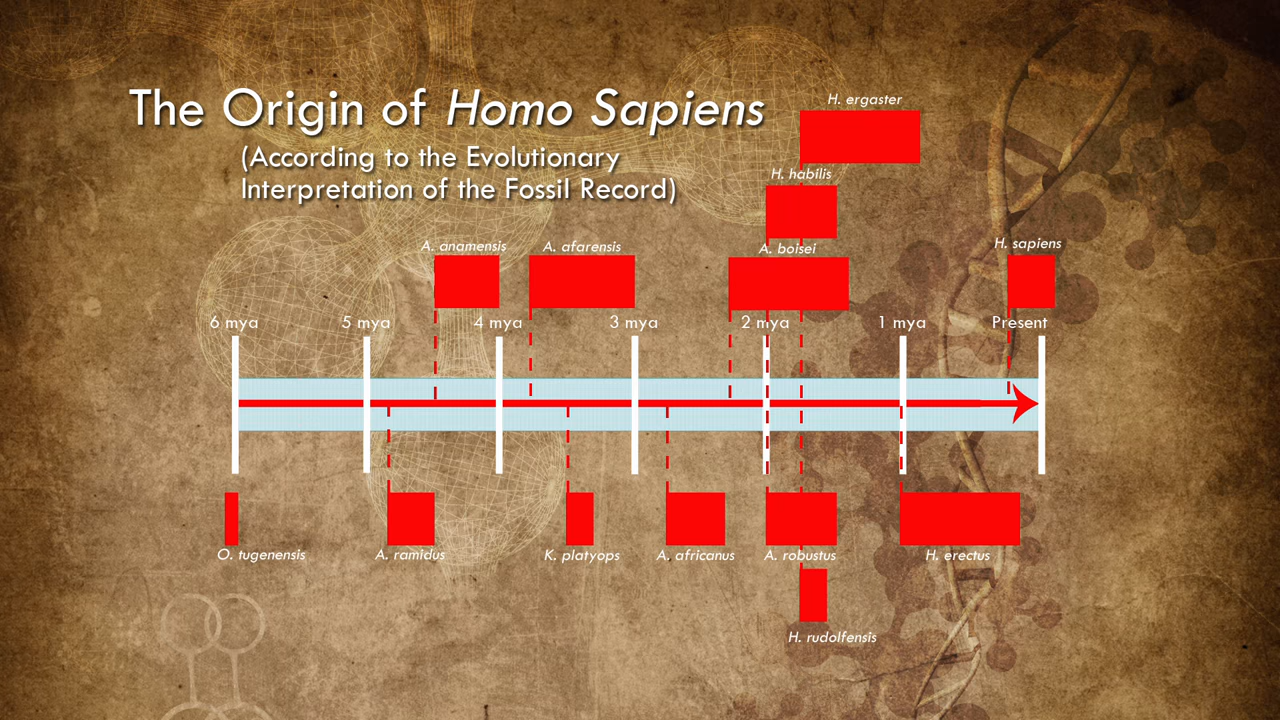 The Origin of Homo Sapiens
(According to the Evolutionary
Interpretation of the Fossil Record)
H. ergaster
H. habilis
A. anamensis
A. afarensis
A. boisei
H. sapiens
6 mya
5 mya
4 mya
3 mya
2 mya
1 mya
Present
O. tugenensis
A. ramidus
K. platyops
A. africanus
A. robustus
H. erectus
H. rudolfensis